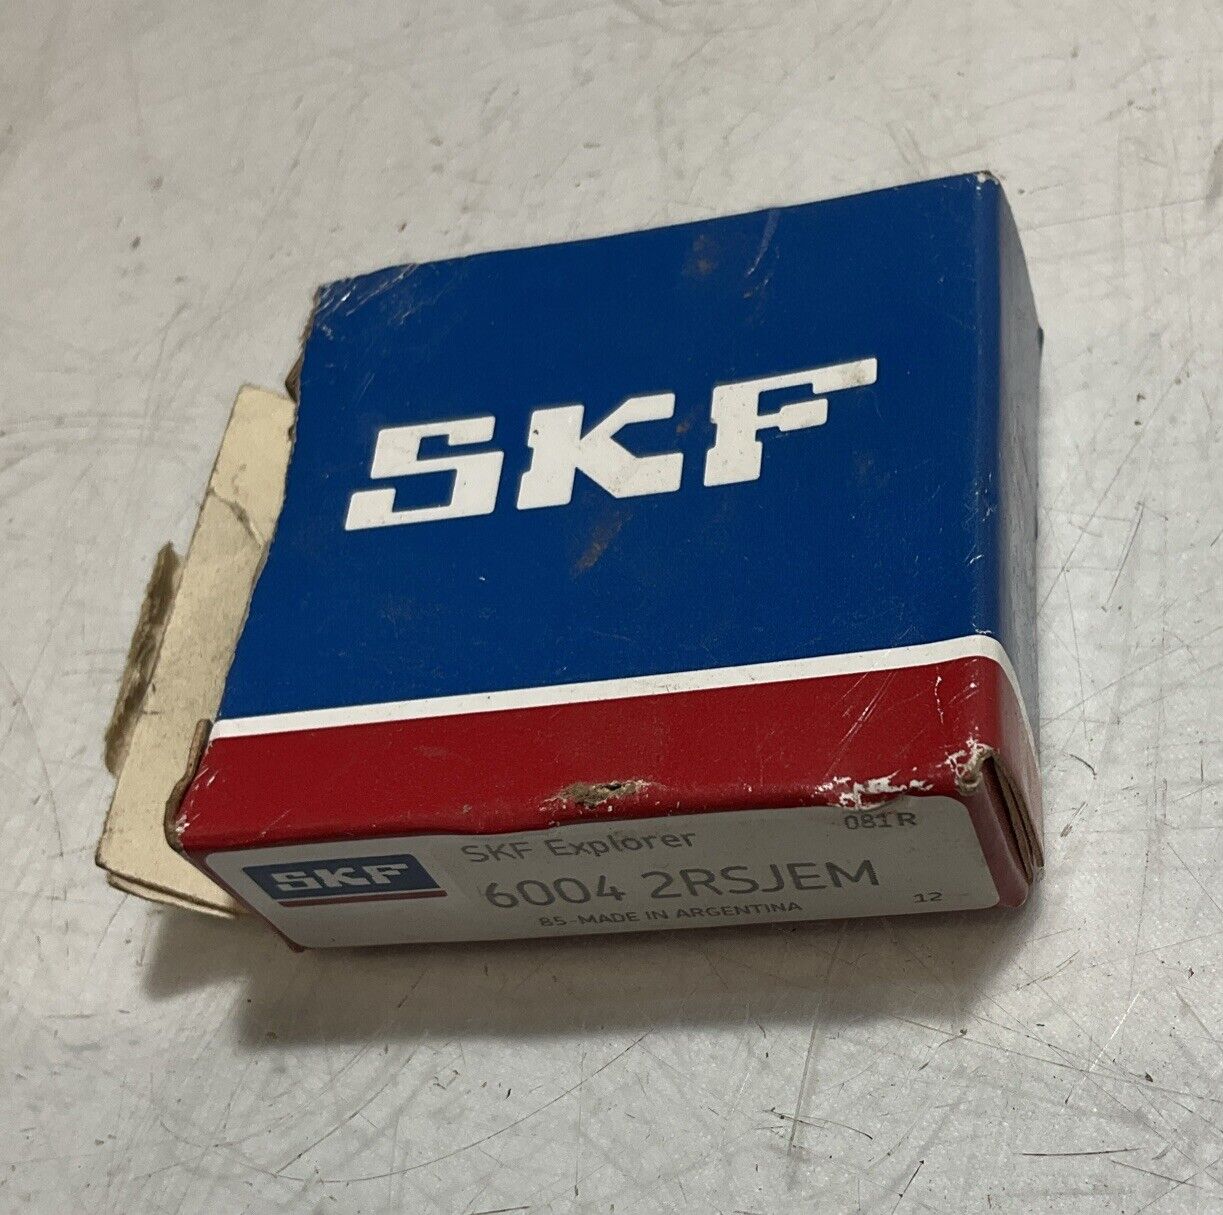 SKF
SKF
SKF Explorer
081R
6004 2RSJEM
85-MADE IN ARGENTINA
12